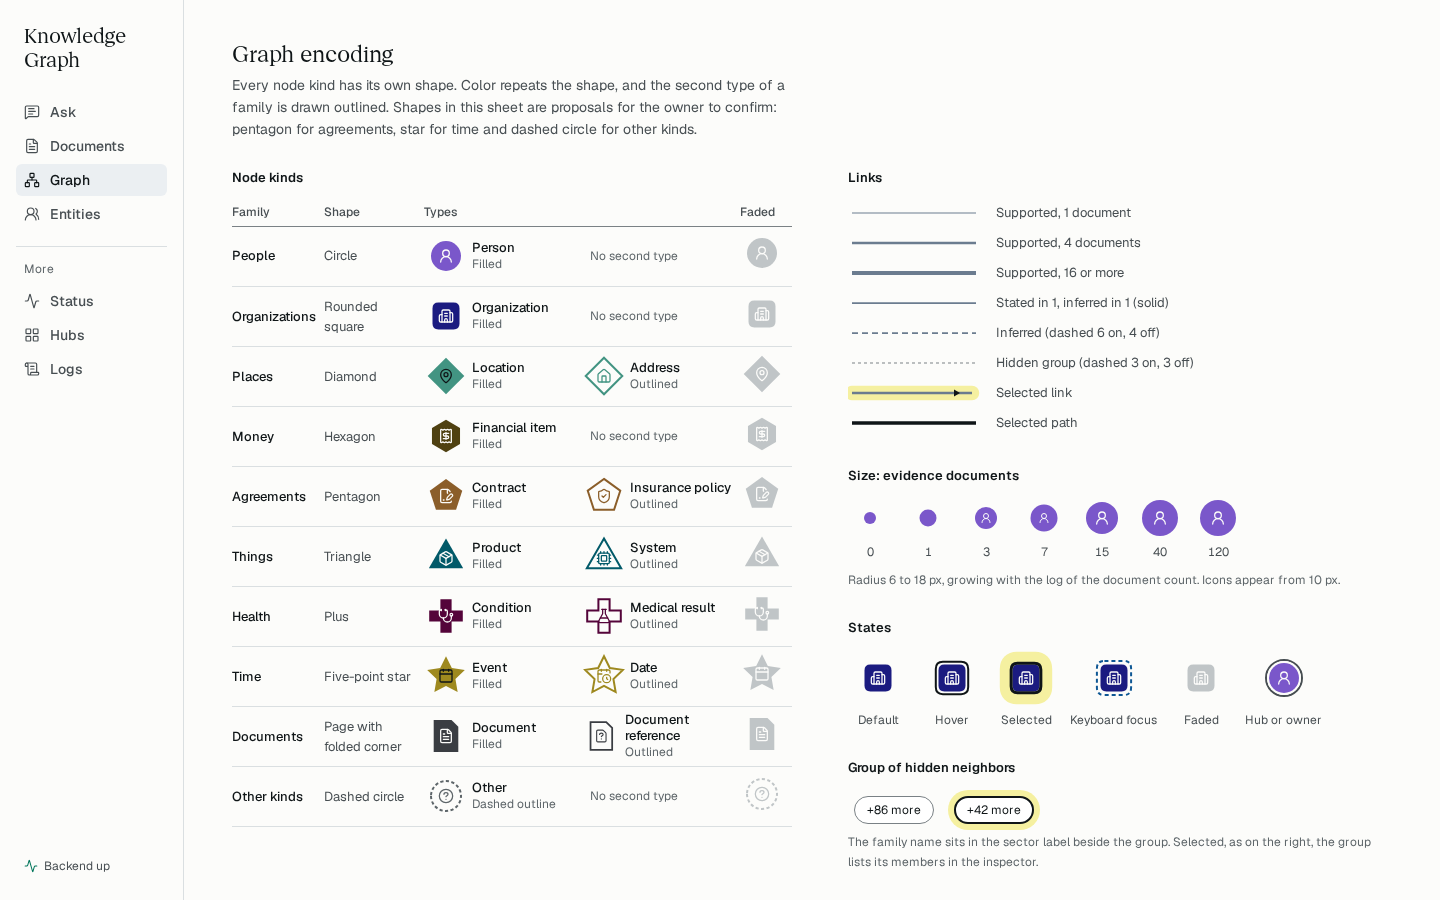 Knowledge
Graph
Ask
Documents
Graph
Entities
More
Status
Hubs
Logs
Backend up
Graph encoding
Every node kind has its own shape. Color repeats the shape, and the second type of a
family is drawn outlined. Shapes in this sheet are proposals for the owner to confirm:
pentagon for agreements, star for time and dashed circle for other kinds.
Node kinds
Family Shape Types Faded
People Circle Person Filled No second type
Organizations Rounded square Organization Filled No second type
Places Diamond Location Filled Address Outlined
Money Hexagon Financial item Filled No second type
Agreements Pentagon Contract Filled Insurance policy Outlined
Things Triangle Product Filled System Outlined
Health Plus Condition Filled Medical result Outlined
Time Five-point star Event Filled Date Outlined
Documents Page with folded corner Document Filled Document reference Outlined
Other kinds Dashed circle Other Dashed outline No second type
Links
Supported, 1 document
Supported, 4 documents
Supported, 16 or more
Stated in 1, inferred in 1 (solid)
Inferred (dashed 6 on, 4 off)
Hidden group (dashed 3 on, 3 off)
Selected link
Selected path
Size: evidence documents
0 1 3 7 15 40 120
Radius 6 to 18 px, growing with the log of the document count. Icons appear from 10 px.
States
Default Hover Selected Keyboard focus Faded Hub or owner
Group of hidden neighbors
+86 more +42 more
The family name sits in the sector label beside the group. Selected, as on the right, the group
lists its members in the inspector.